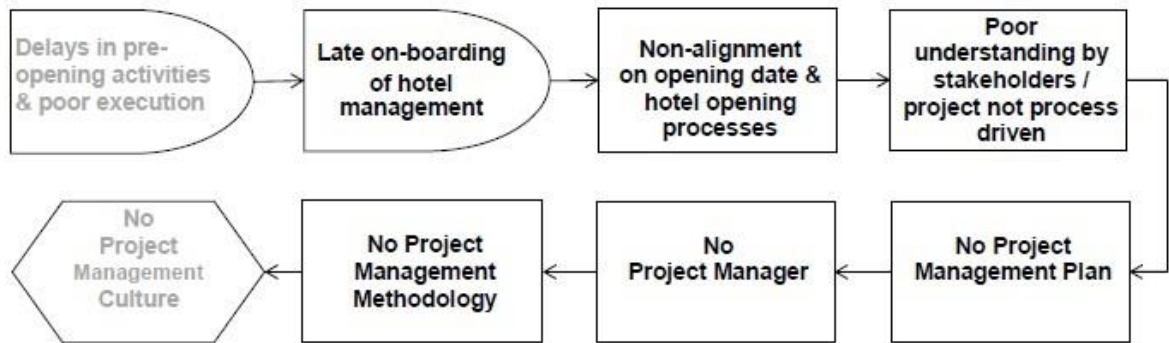 Delays in pre-
opening activities
& poor execution
Late on-boarding
of hotel
management
Non-alignment
on opening date &
hotel opening
processes
Poor
understanding by
stakeholders /
project not process
driven
No
Project
Management
Culture
No Project
Management
Methodology
No
Project Manager
No Project
Management Plan